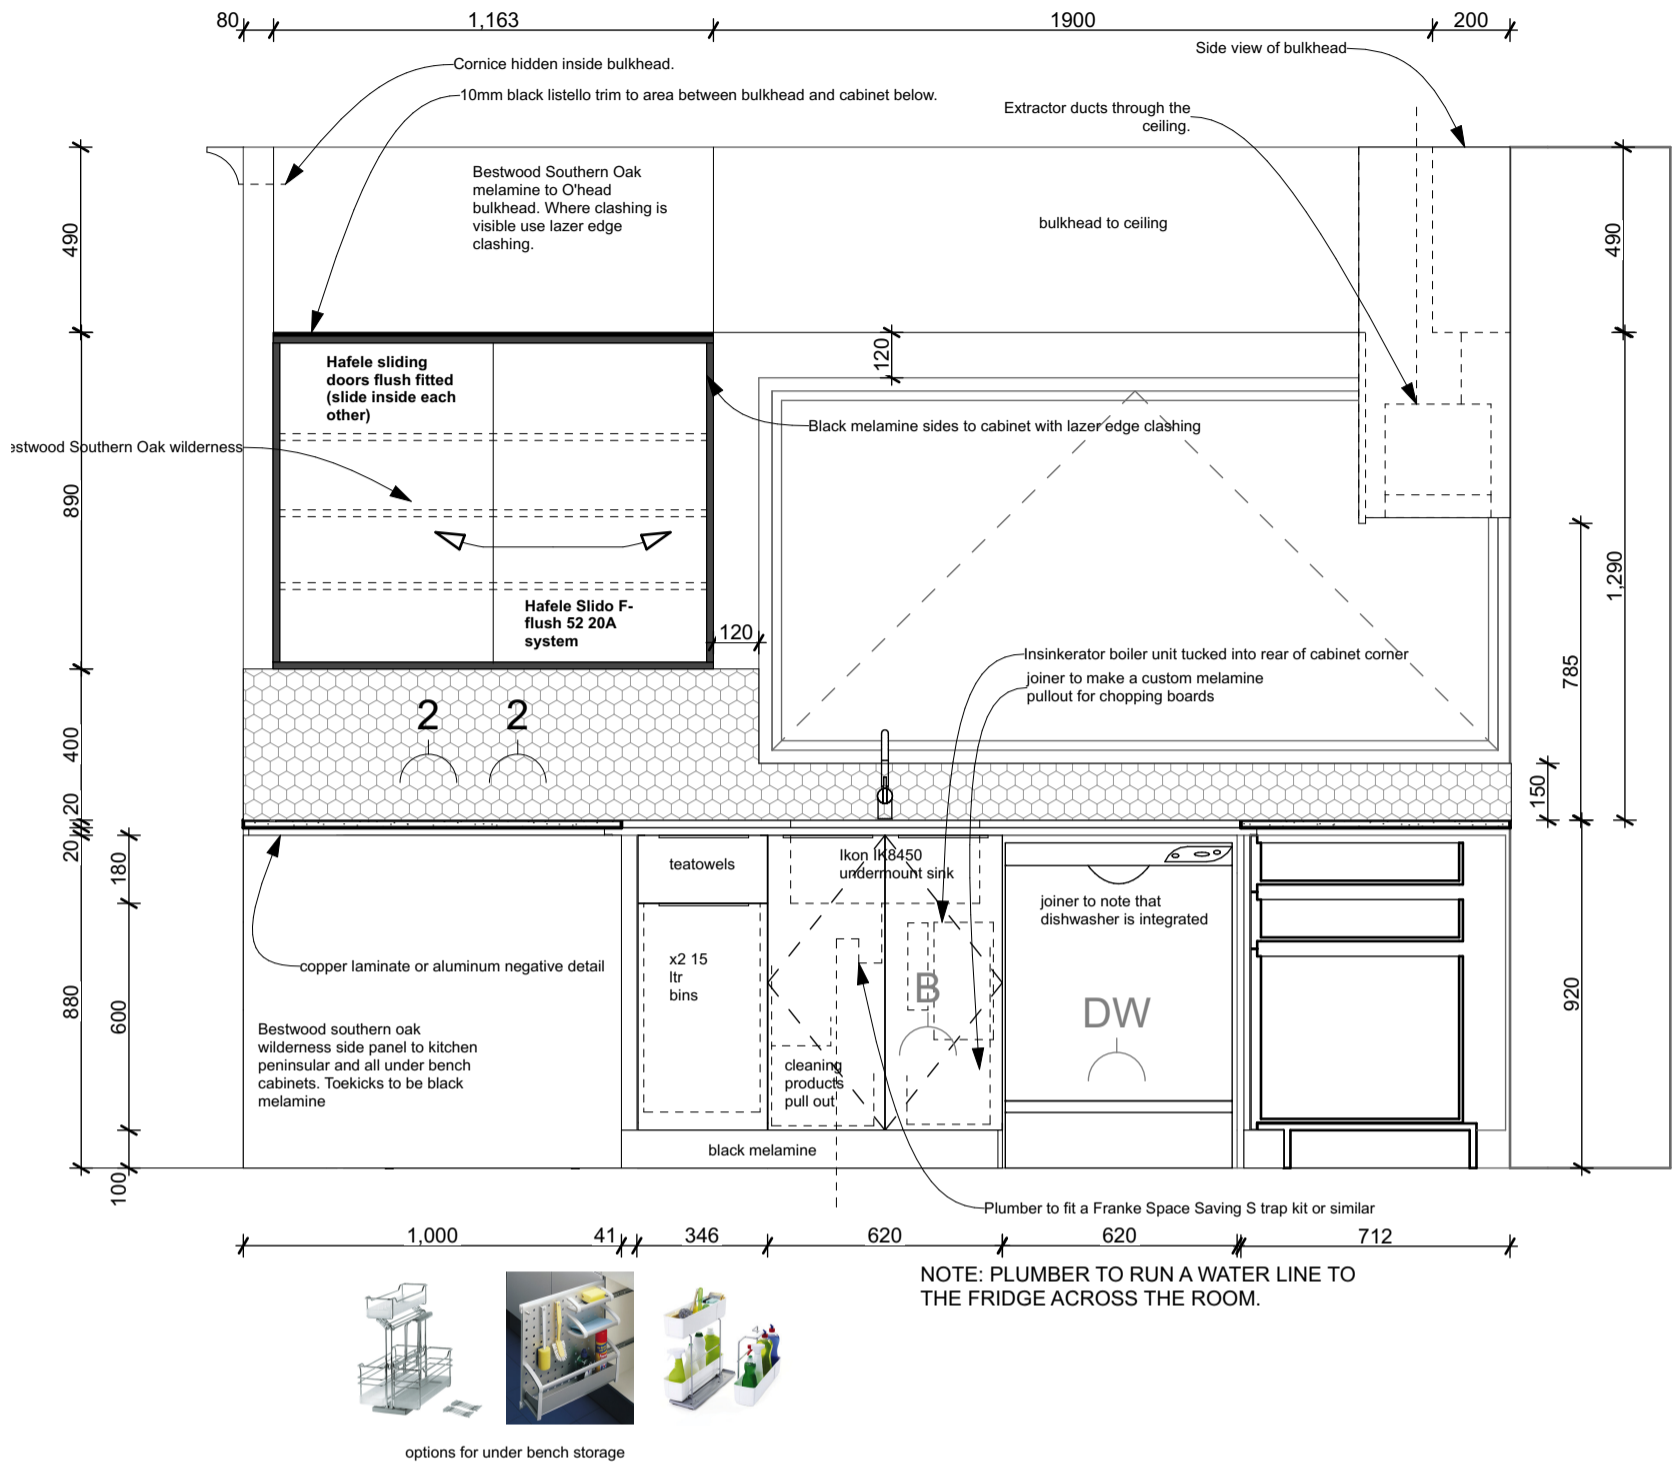 80
1,163
1900
200
Side view of bulkhead
Cornice hidden inside bulkhead.
10mm black listello trim to area between bulkhead and cabinet below.
Extractor ducts through the
ceiling.
Bestwood Southern Oak
melamine to O'head
bulkhead. Where clashing is
visible use lazer edge
clashing.
bulkhead to ceiling
490
490
120
Hafele sliding
doors flush fitted
(slide inside each
other)
Black melamine sides to cabinet with lazer edge clashing
estwood Southern Oak wilderness
890
1,290
Hafele Slido F-
flush 52 20A
system
120
Insinkerator boiler unit tucked into rear of cabinet corner
joiner to make a custom melamine
pullout for chopping boards
785
2
2
400
150
20
20
180
teatowels
Ikon IK8450
undermount sink
joiner to note that
dishwasher is integrated
copper laminate or aluminum negative detail
x2 15
ltr
bins
B
DW
880
600
920
Bestwood southern oak
wilderness side panel to kitchen
peninsular and all under bench
cabinets. Toekicks to be black
melamine
cleaning
products
pull out
black melamine
100
Plumber to fit a Franke Space Saving S trap kit or similar
1,000
41
346
620
620
712
NOTE: PLUMBER TO RUN A WATER LINE TO
THE FRIDGE ACROSS THE ROOM.
options for under bench storage